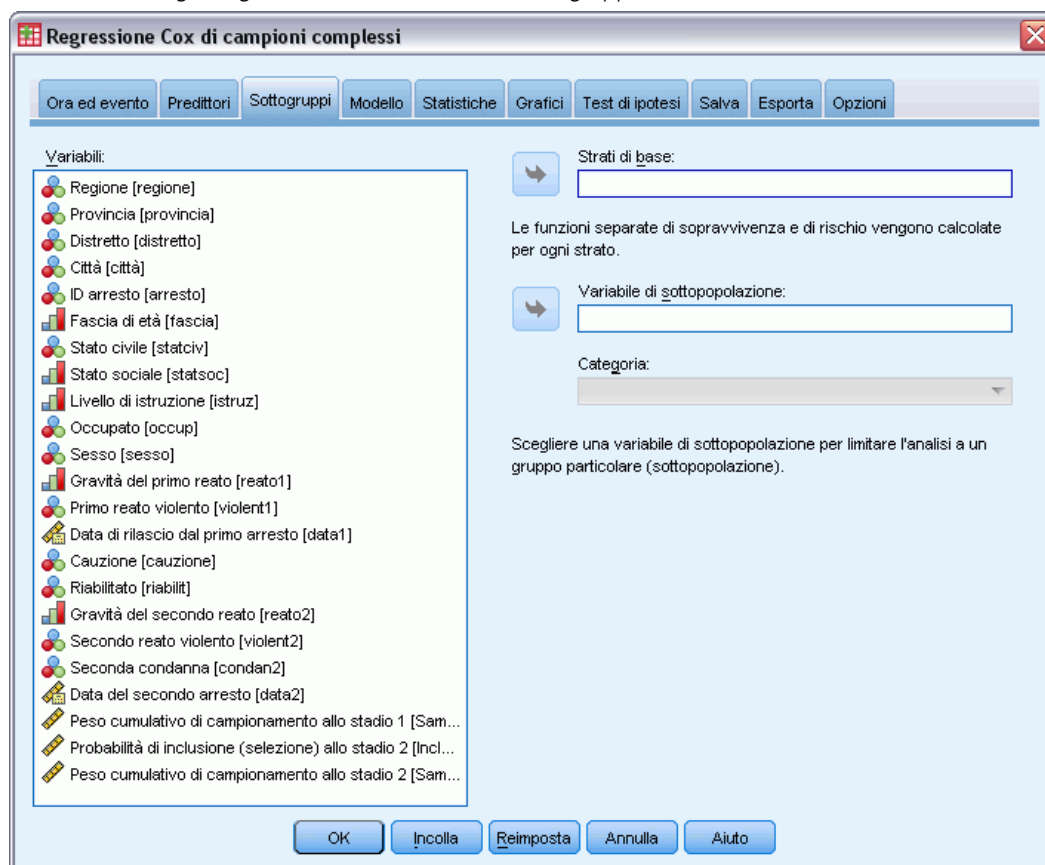 Regressione Cox di campioni complessi
Ora ed evento Predittori Sottogruppi Modello Statistiche Grafici Test di ipotesi Salva Esporta Opzioni
Variabili:
Regione [regione]
Provincia [provincia]
Distretto [distretto]
Città [città]
ID arresto [arresto]
Fascia di età [fascia]
Stato civile [statciv]
Stato sociale [statsoc]
Livello di istruzione [istruz]
Occupato [occup]
Sesso [sesso]
Gravità del primo reato [reato1]
Primo reato violento [violent1]
Data di rilascio dal primo arresto [data1]
Cauzione [cauzione]
Riabilitato [riabilit]
Gravità del secondo reato [reato2]
Secondo reato violento [violent2]
Seconda condanna [condan2]
Data del secondo arresto [data2]
Peso cumulativo di campionamento allo stadio 1 [Sam...
Probabilità di inclusione (selezione) allo stadio 2 [Incl...
Peso cumulativo di campionamento allo stadio 2 [Sam...
Strati di base:
Le funzioni separate di sopravvivenza e di rischio vengono calcolate
per ogni strato.
Variabile di sottopopolazione:
Categoria:
Scegliere una variabile di sottopopolazione per limitare l'analisi a un
gruppo particolare (sottopopolazione).
OK Incolla Reimposta Annulla Aiuto